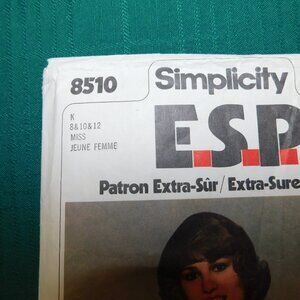 8510 Simplicity
K
8&10&12
MISS
JEUNE FEMME
E.S.P.
Patron Extra-Sûr / Extra-Sure